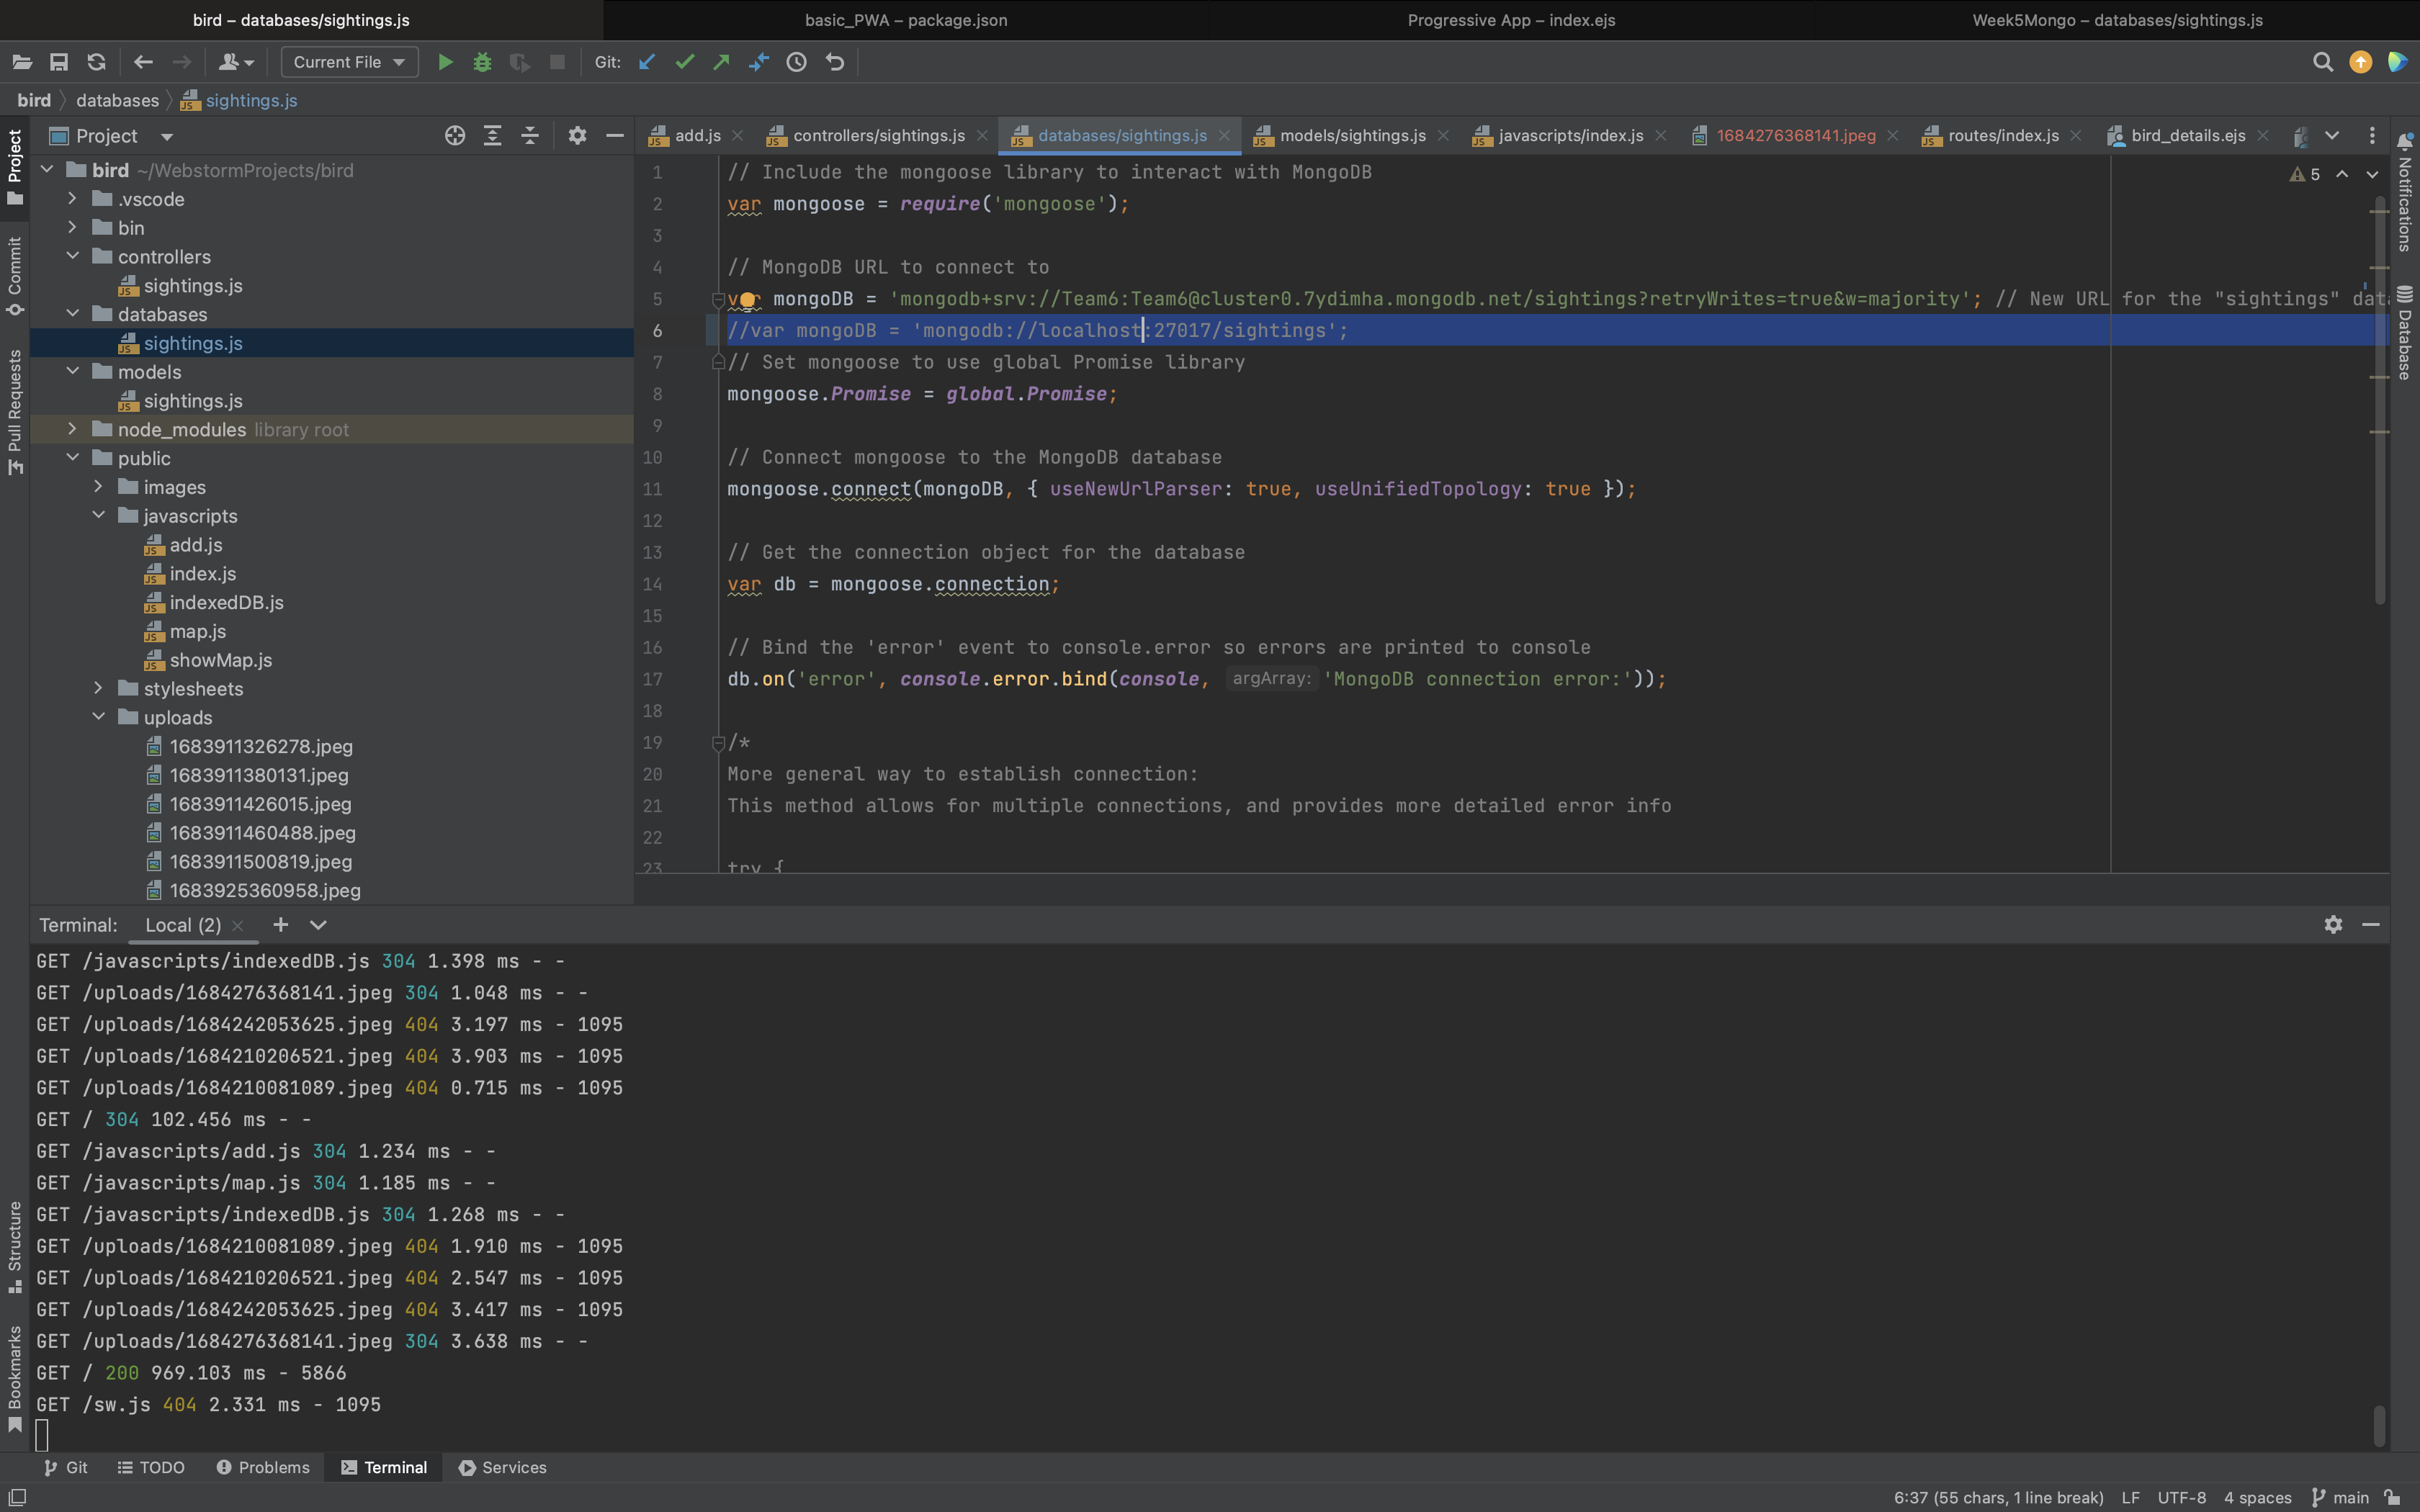 bird – databases/sightings.js
basic_PWA – package.json
Progressive App – index.ejs
Week5Mongo – databases/sightings.js
Current File
Git:
bird databases sightings.js
Project
add.js
controllers/sightings.js
databases/sightings.js
models/sightings.js
javascripts/index.js
1684276368141.jpeg
routes/index.js
bird_details.ejs
Project
Commit
Pull Requests
Structure
Bookmarks
bird ~/WebstormProjects/bird
.vscode
bin
controllers
sightings.js
databases
sightings.js
models
sightings.js
node_modules library root
public
images
javascripts
add.js
index.js
indexedDB.js
map.js
showMap.js
stylesheets
uploads
1683911326278.jpeg
1683911380131.jpeg
1683911426015.jpeg
1683911460488.jpeg
1683911500819.jpeg
1683925360958.jpeg
5
1 // Include the mongoose library to interact with MongoDB
2 var mongoose = require('mongoose');
3
4 // MongoDB URL to connect to
5 var mongoDB = 'mongodb+srv://Team6:Team6@cluster0.7ydimha.mongodb.net/sightings?retryWrites=true&w=majority'; // New URL for the "sightings" dat
6 //var mongoDB = 'mongodb://localhost:27017/sightings';
7 // Set mongoose to use global Promise library
8 mongoose.Promise = global.Promise;
9
10 // Connect mongoose to the MongoDB database
11 mongoose.connect(mongoDB, { useNewUrlParser: true, useUnifiedTopology: true });
12
13 // Get the connection object for the database
14 var db = mongoose.connection;
15
16 // Bind the 'error' event to console.error so errors are printed to console
17 db.on('error', console.error.bind(console, argArray: 'MongoDB connection error:'));
18
19 /*
20 More general way to establish connection:
21 This method allows for multiple connections, and provides more detailed error info
22
23 try {
Notifications
Database
Terminal: Local (2)
GET /javascripts/indexedDB.js 304 1.398 ms - -
GET /uploads/1684276368141.jpeg 304 1.048 ms - -
GET /uploads/1684242053625.jpeg 404 3.197 ms - 1095
GET /uploads/1684210206521.jpeg 404 3.903 ms - 1095
GET /uploads/1684210081089.jpeg 404 0.715 ms - 1095
GET / 304 102.456 ms - -
GET /javascripts/add.js 304 1.234 ms - -
GET /javascripts/map.js 304 1.185 ms - -
GET /javascripts/indexedDB.js 304 1.268 ms - -
GET /uploads/1684210081089.jpeg 404 1.910 ms - 1095
GET /uploads/1684210206521.jpeg 404 2.547 ms - 1095
GET /uploads/1684242053625.jpeg 404 3.417 ms - 1095
GET /uploads/1684276368141.jpeg 304 3.638 ms - -
GET / 200 969.103 ms - 5866
GET /sw.js 404 2.331 ms - 1095
Git
TODO
Problems
Terminal
Services
6:37 (55 chars, 1 line break) LF UTF-8 4 spaces main